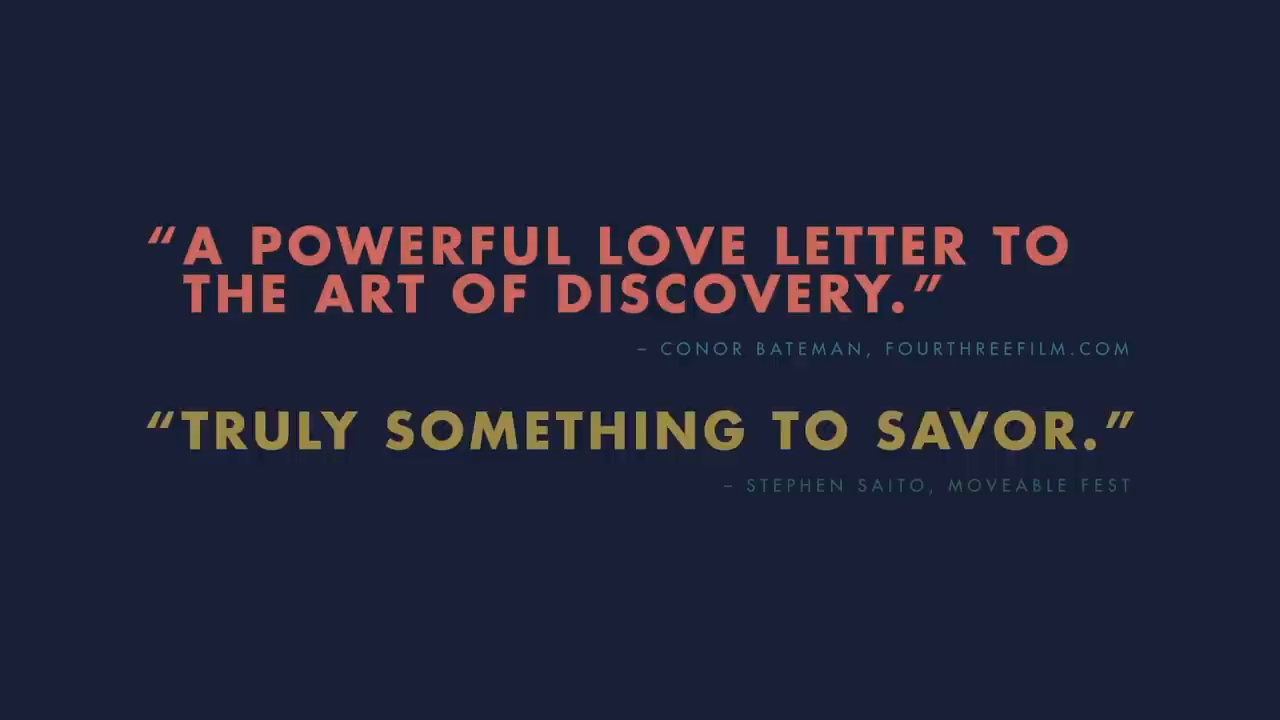 “A POWERFUL LOVE LETTER TO
THE ART OF DISCOVERY.”
– CONOR BATEMAN, FOURTHREEFILM.COM
“TRULY SOMETHING TO SAVOR.”
– STEPHEN SAITO, MOVEABLE FEST